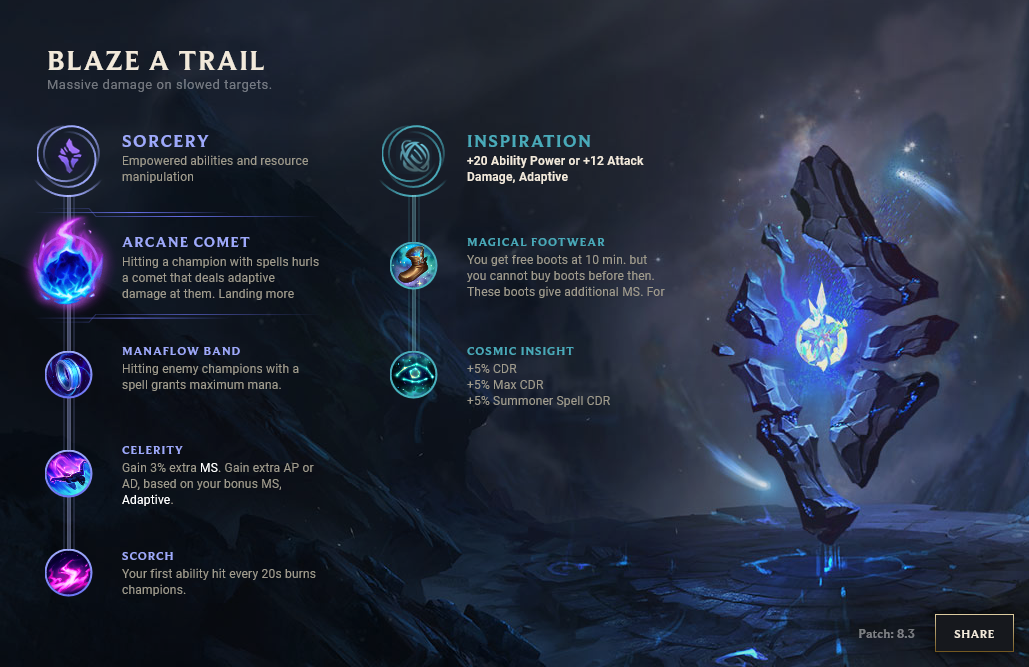 BLAZE A TRAIL
Massive damage on slowed targets.
SORCERY
Empowered abilities and resource
manipulation
ARCANE COMET
Hitting a champion with spells hurls
a comet that deals adaptive
damage at them. Landing more
MANAFLOW BAND
Hitting enemy champions with a
spell grants maximum mana.
CELERITY
Gain 3% extra MS. Gain extra AP or
AD, based on your bonus MS,
Adaptive.
SCORCH
Your first ability hit every 20s burns
champions.
INSPIRATION
+20 Ability Power or +12 Attack
Damage, Adaptive
MAGICAL FOOTWEAR
You get free boots at 10 min. but
you cannot buy boots before then.
These boots give additional MS. For
COSMIC INSIGHT
+5% CDR
+5% Max CDR
+5% Summoner Spell CDR
Patch: 8.3
SHARE